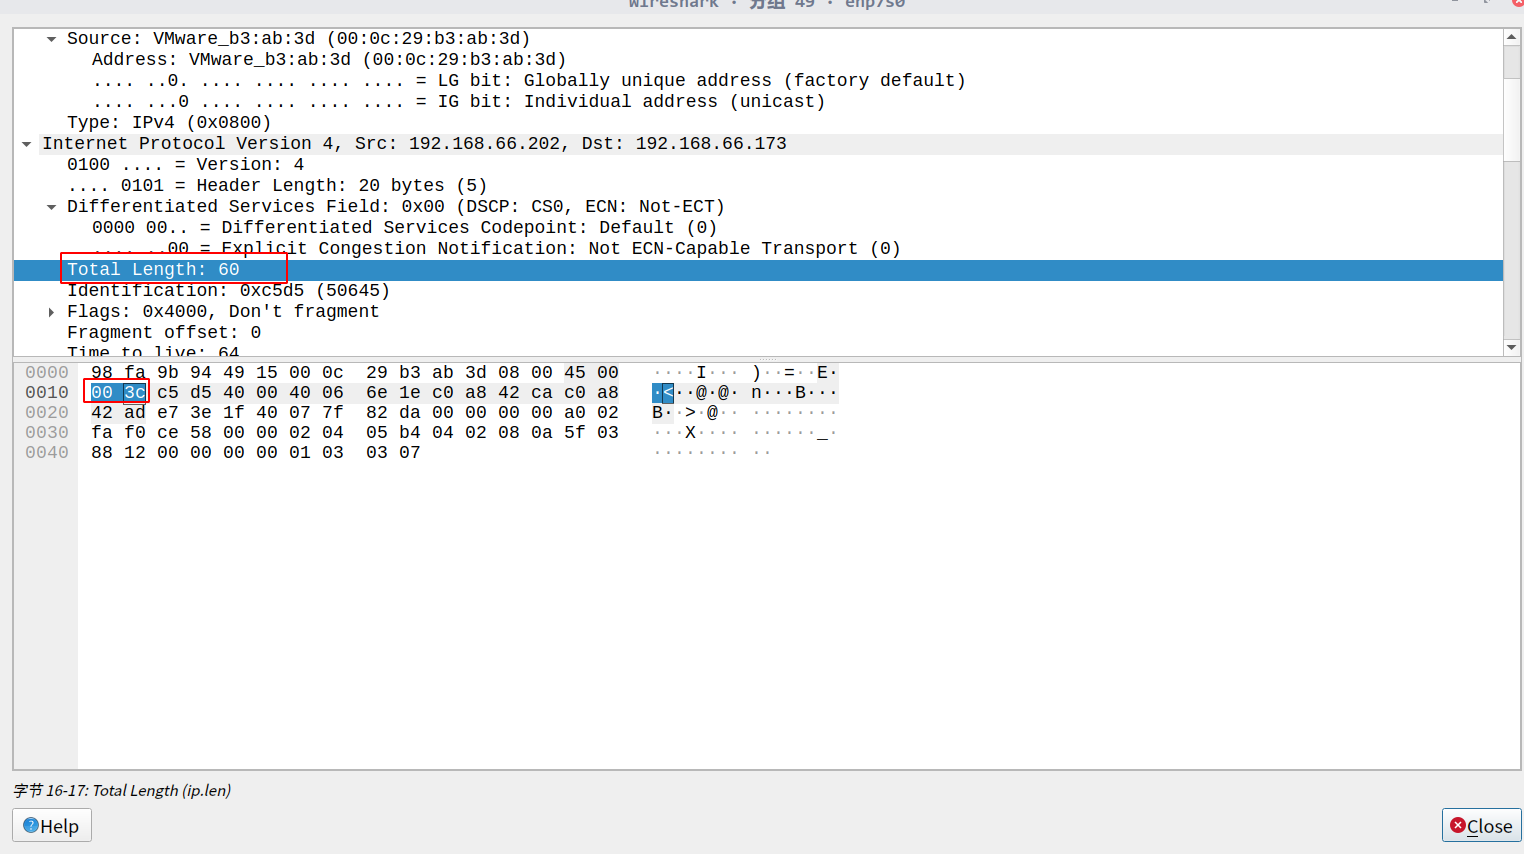 Wireshark · 分组 49 · enp7s0
Source: VMware_b3:ab:3d (00:0c:29:b3:ab:3d)
Address: VMware_b3:ab:3d (00:0c:29:b3:ab:3d)
.... ..0. .... .... .... .... = LG bit: Globally unique address (factory default)
.... ...0 .... .... .... .... = IG bit: Individual address (unicast)
Type: IPv4 (0x0800)
Internet Protocol Version 4, Src: 192.168.66.202, Dst: 192.168.66.173
0100 .... = Version: 4
.... 0101 = Header Length: 20 bytes (5)
Differentiated Services Field: 0x00 (DSCP: CS0, ECN: Not-ECT)
0000 00.. = Differentiated Services Codepoint: Default (0)
.... ..00 = Explicit Congestion Notification: Not ECN-Capable Transport (0)
Total Length: 60
Identification: 0xc5d5 (50645)
Flags: 0x4000, Don't fragment
Fragment offset: 0
Time to live: 64
0000 98 fa 9b 94 49 15 00 0c 29 b3 ab 3d 08 00 45 00 ····I··· )··=··E·
0010 00 3c c5 d5 40 00 40 06 6e 1e c0 a8 42 ca c0 a8 ·<··@·@· n···B···
0020 42 ad e7 3e 1f 40 07 7f 82 da 00 00 00 00 a0 02 B··>·@·· ········
0030 fa f0 ce 58 00 00 02 04 05 b4 04 02 08 0a 5f 03 ···X···· ······_·
0040 88 12 00 00 00 00 01 03 03 07 ········ ··
字节 16-17: Total Length (ip.len)
Help
Close